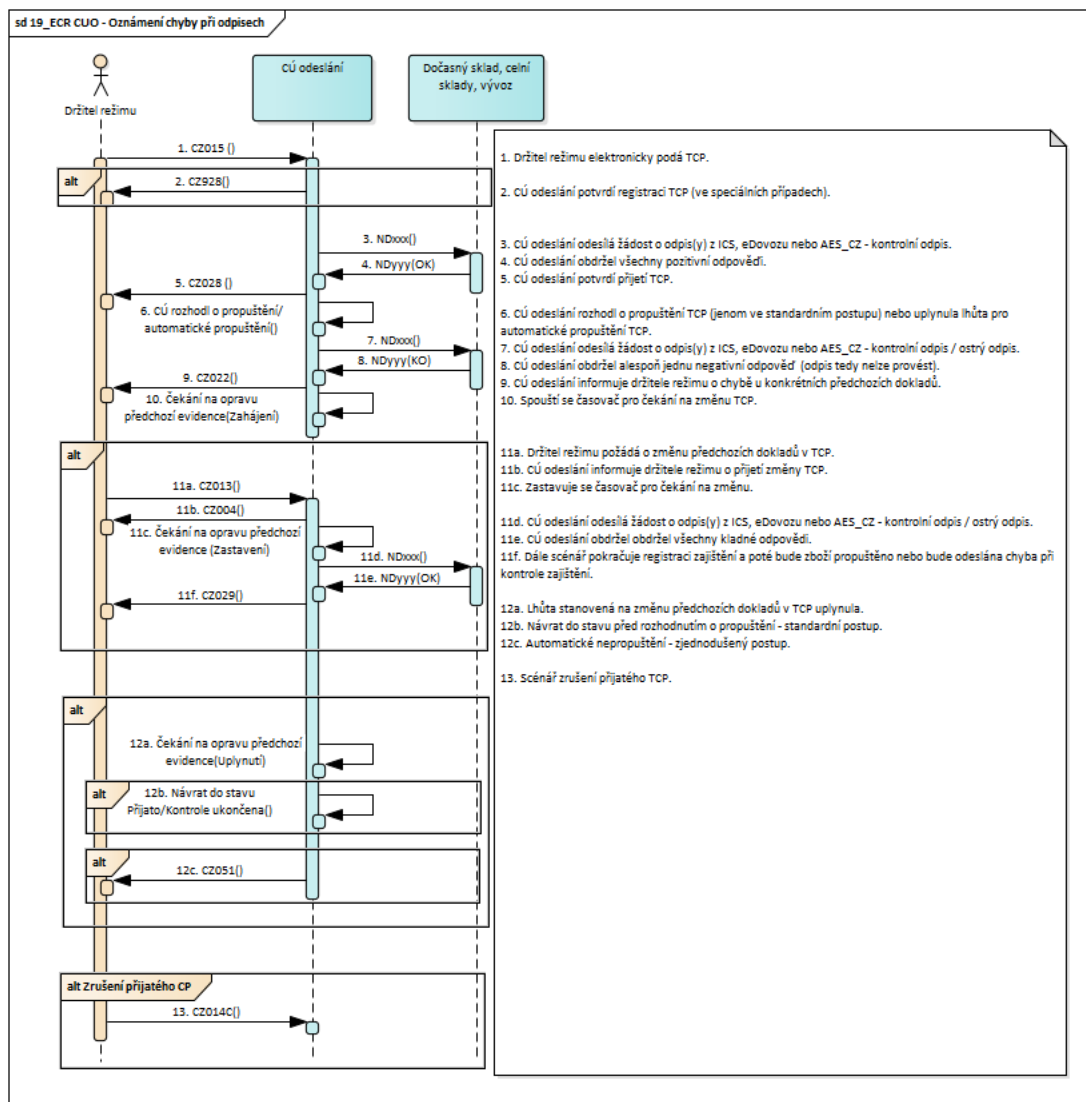 sd 19_ECR CUO - Oznámení chyby při odpisech
Držitel režimu
CÚ odeslání
Dočasný sklad, celní
sklady, vývoz
1. CZ015 ()
alt
2. CZ928()
3. NDxxx()
4. NDyyy(OK)
5. CZ028 ()
6. CÚ rozhodl o propuštění/
automatické propuštění()
7. NDxxx()
8. NDyyy(KO)
9. CZ022()
10. Čekání na opravu
předchozí evidence(Zahájení)
alt
11a. CZ013()
11b. CZ004()
11c. Čekání na opravu předchozí
evidence (Zastavení)
11d. NDxxx()
11e. NDyyy(OK)
11f. CZ029()
alt
12a. Čekání na opravu předchozí
evidence(Uplynutí)
alt
12b. Návrat do stavu
Přijato/Kontrole ukončena()
alt
12c. CZ051()
alt Zrušení přijatého CP
13. CZ014C()
1. Držitel režimu elektronicky podá TCP.
2. CÚ odeslání potvrdí registraci TCP (ve speciálních případech).
3. CÚ odeslání odesílá žádost o odpis(y) z ICS, eDovozu nebo AES_CZ - kontrolní odpis.
4. CÚ odeslání obdržel všechny pozitivní odpověďi.
5. CÚ odeslání potvrdí přijetí TCP.
6. CÚ odeslání rozhodl o propuštění TCP (jenom ve standardním postupu) nebo uplynula lhůta pro
automatické propuštění TCP.
7. CÚ odeslání odesílá žádost o odpis(y) z ICS, eDovozu nebo AES_CZ - kontrolní odpis / ostrý odpis.
8. CÚ odeslání obdržel alespoň jednu negativní odpověď (odpis tedy nelze provést).
9. CÚ odeslání informuje držitele režimu o chybě u konkrétních předchozích dokladů.
10. Spouští se časovač pro čekání na změnu TCP.
11a. Držitel režimu požádá o změnu předchozích dokladů v TCP.
11b. CÚ odeslání informuje držitele režimu o přijetí změny TCP.
11c. Zastavuje se časovač pro čekání na změnu.
11d. CÚ odeslání odesílá žádost o odpis(y) z ICS, eDovozu nebo AES_CZ - kontrolní odpis / ostrý odpis.
11e. CÚ odeslání obdržel obdržel všechny kladné odpovědi.
11f. Dále scénář pokračuje registraci zajištění a poté bude zboží propuštěno nebo bude odeslána chyba při
kontrole zajištění.
12a. Lhůta stanovená na změnu předchozích dokladů v TCP uplynula.
12b. Návrat do stavu před rozhodnutím o propuštění - standardní postup.
12c. Automatické nepropuštění - zjednodušený postup.
13. Scénář zrušení přijatého TCP.